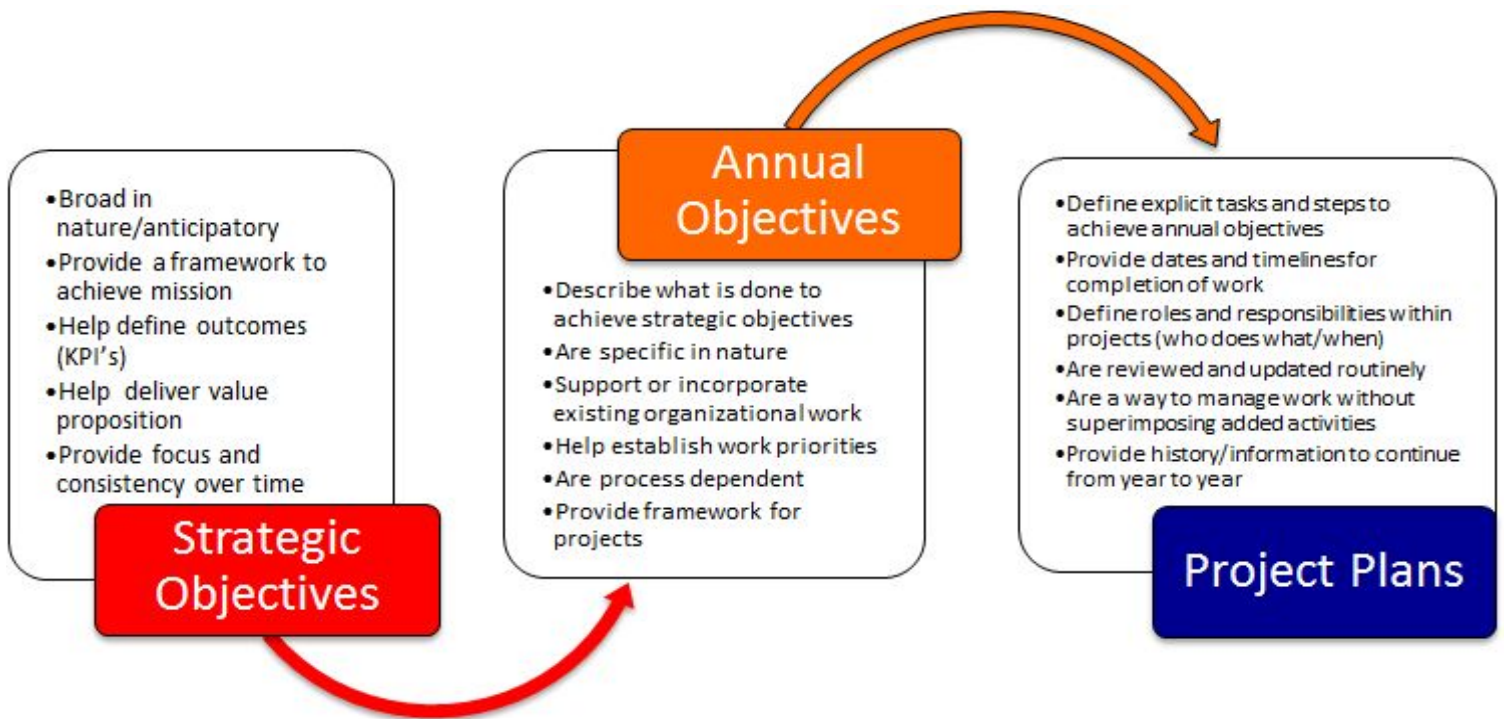 •Broad in
nature/anticipatory
•Provide a framework to
achieve mission
•Help define outcomes
(KPI's)
•Help deliver value
proposition
•Provide focus and
consistency over time
Strategic
Objectives
Annual
Objectives
•Describe what is done to
achieve strategic objectives
•Are specific in nature
•Support or incorporate
existing organizational work
•Help establish work priorities
•Are process dependent
•Provide framework for
projects
•Define explicit tasks and steps to
achieve annual objectives
•Provide dates and timelines for
completion of work
•Define roles and responsibilities within
projects (who does what/when)
•Are reviewed and updated routinely
•Are a way to manage work without
superimposing added activities
•Provide history/information to continue
from year to year
Project Plans